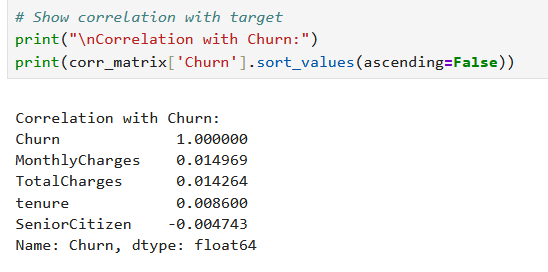 # Show correlation with target
print("\nCorrelation with Churn:")
print(corr_matrix['Churn'].sort_values(ascending=False))
Correlation with Churn:
Churn             1.000000
MonthlyCharges    0.014969
TotalCharges      0.014264
tenure            0.008600
SeniorCitizen    -0.004743
Name: Churn, dtype: float64